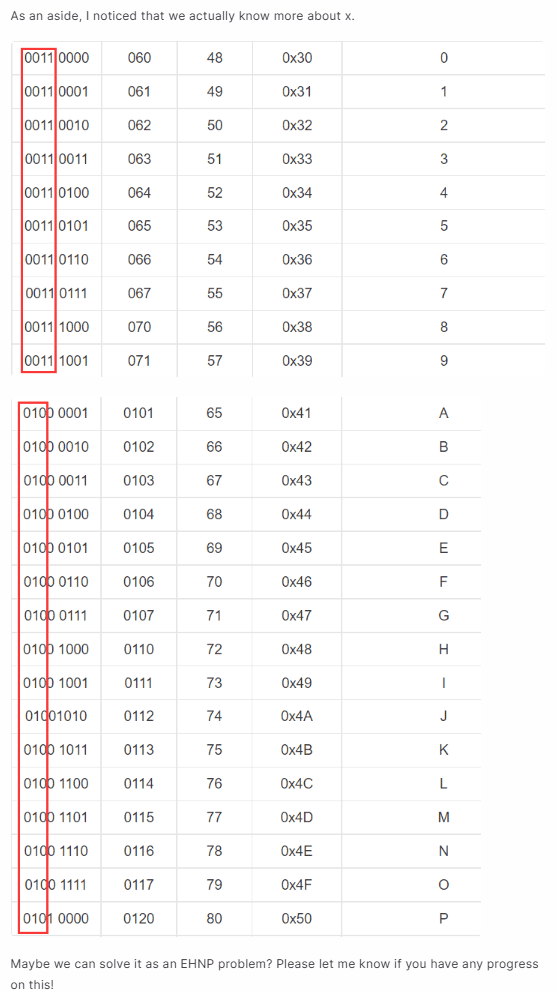 As an aside, I noticed that we actually know more about x.
0011 0000 060 48 0x30 0
0011 0001 061 49 0x31 1
0011 0010 062 50 0x32 2
0011 0011 063 51 0x33 3
0011 0100 064 52 0x34 4
0011 0101 065 53 0x35 5
0011 0110 066 54 0x36 6
0011 0111 067 55 0x37 7
0011 1000 070 56 0x38 8
0011 1001 071 57 0x39 9
0100 0001 0101 65 0x41 A
0100 0010 0102 66 0x42 B
0100 0011 0103 67 0x43 C
0100 0100 0104 68 0x44 D
0100 0101 0105 69 0x45 E
0100 0110 0106 70 0x46 F
0100 0111 0107 71 0x47 G
0100 1000 0110 72 0x48 H
0100 1001 0111 73 0x49 I
01001010 0112 74 0x4A J
0100 1011 0113 75 0x4B K
0100 1100 0114 76 0x4C L
0100 1101 0115 77 0x4D M
0100 1110 0116 78 0x4E N
0100 1111 0117 79 0x4F O
0101 0000 0120 80 0x50 P
Maybe we can solve it as an EHNP problem? Please let me know if you have any progress
on this!